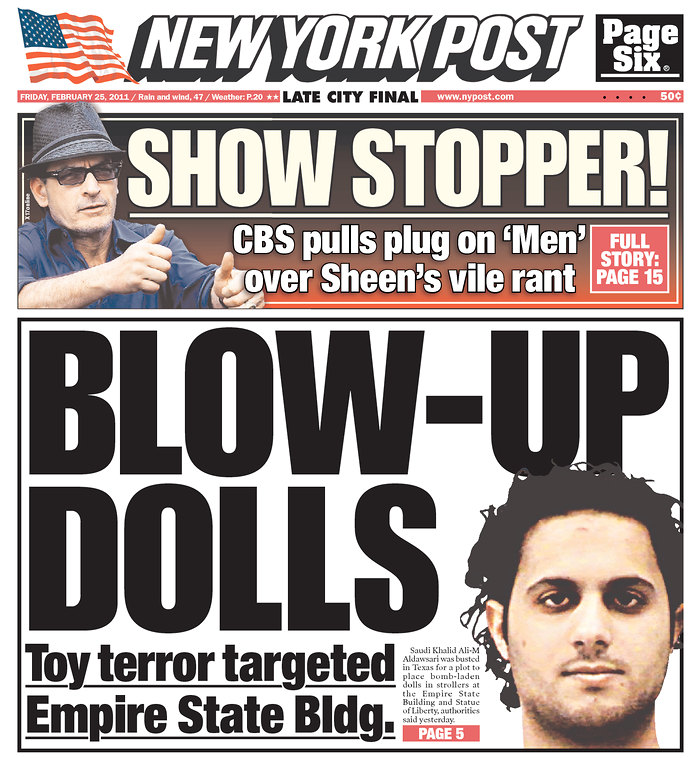 NEW YORK POST
Page
Six®
FRIDAY, FEBRUARY 25, 2011 / Rain and wind, 47 / Weather: P.20 ★★ LATE CITY FINAL www.nypost.com • • • • 50¢
SHOW STOPPER!
CBS pulls plug on ‘Men’
over Sheen’s vile rant
FULL
STORY:
PAGE 15
X17online
BLOW-UP
DOLLS
Toy terror targeted
Empire State Bldg.
Saudi Khalid Ali-M
Aldawsari was busted
in Texas for a plot to
place bomb-laden
dolls in strollers at
the Empire State
Building and Statue
of Liberty, authorities
said yesterday.
PAGE 5